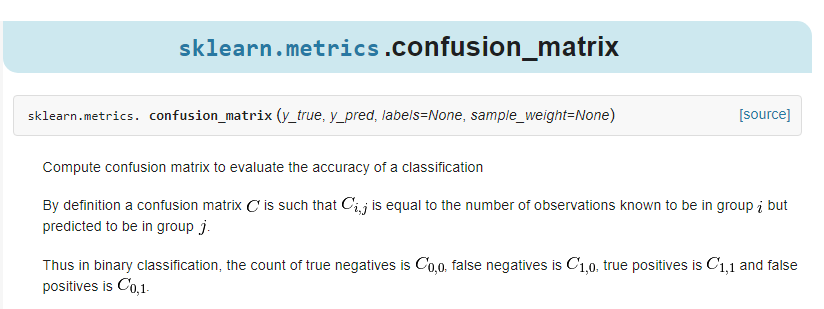 sklearn.metrics.confusion_matrix
sklearn.metrics. confusion_matrix (y_true, y_pred, labels=None, sample_weight=None) [source]
Compute confusion matrix to evaluate the accuracy of a classification
By definition a confusion matrix C is such that C_{i,j} is equal to the number of observations known to be in group i but
predicted to be in group j.
Thus in binary classification, the count of true negatives is C_{0,0}, false negatives is C_{1,0}, true positives is C_{1,1} and false
positives is C_{0,1}.